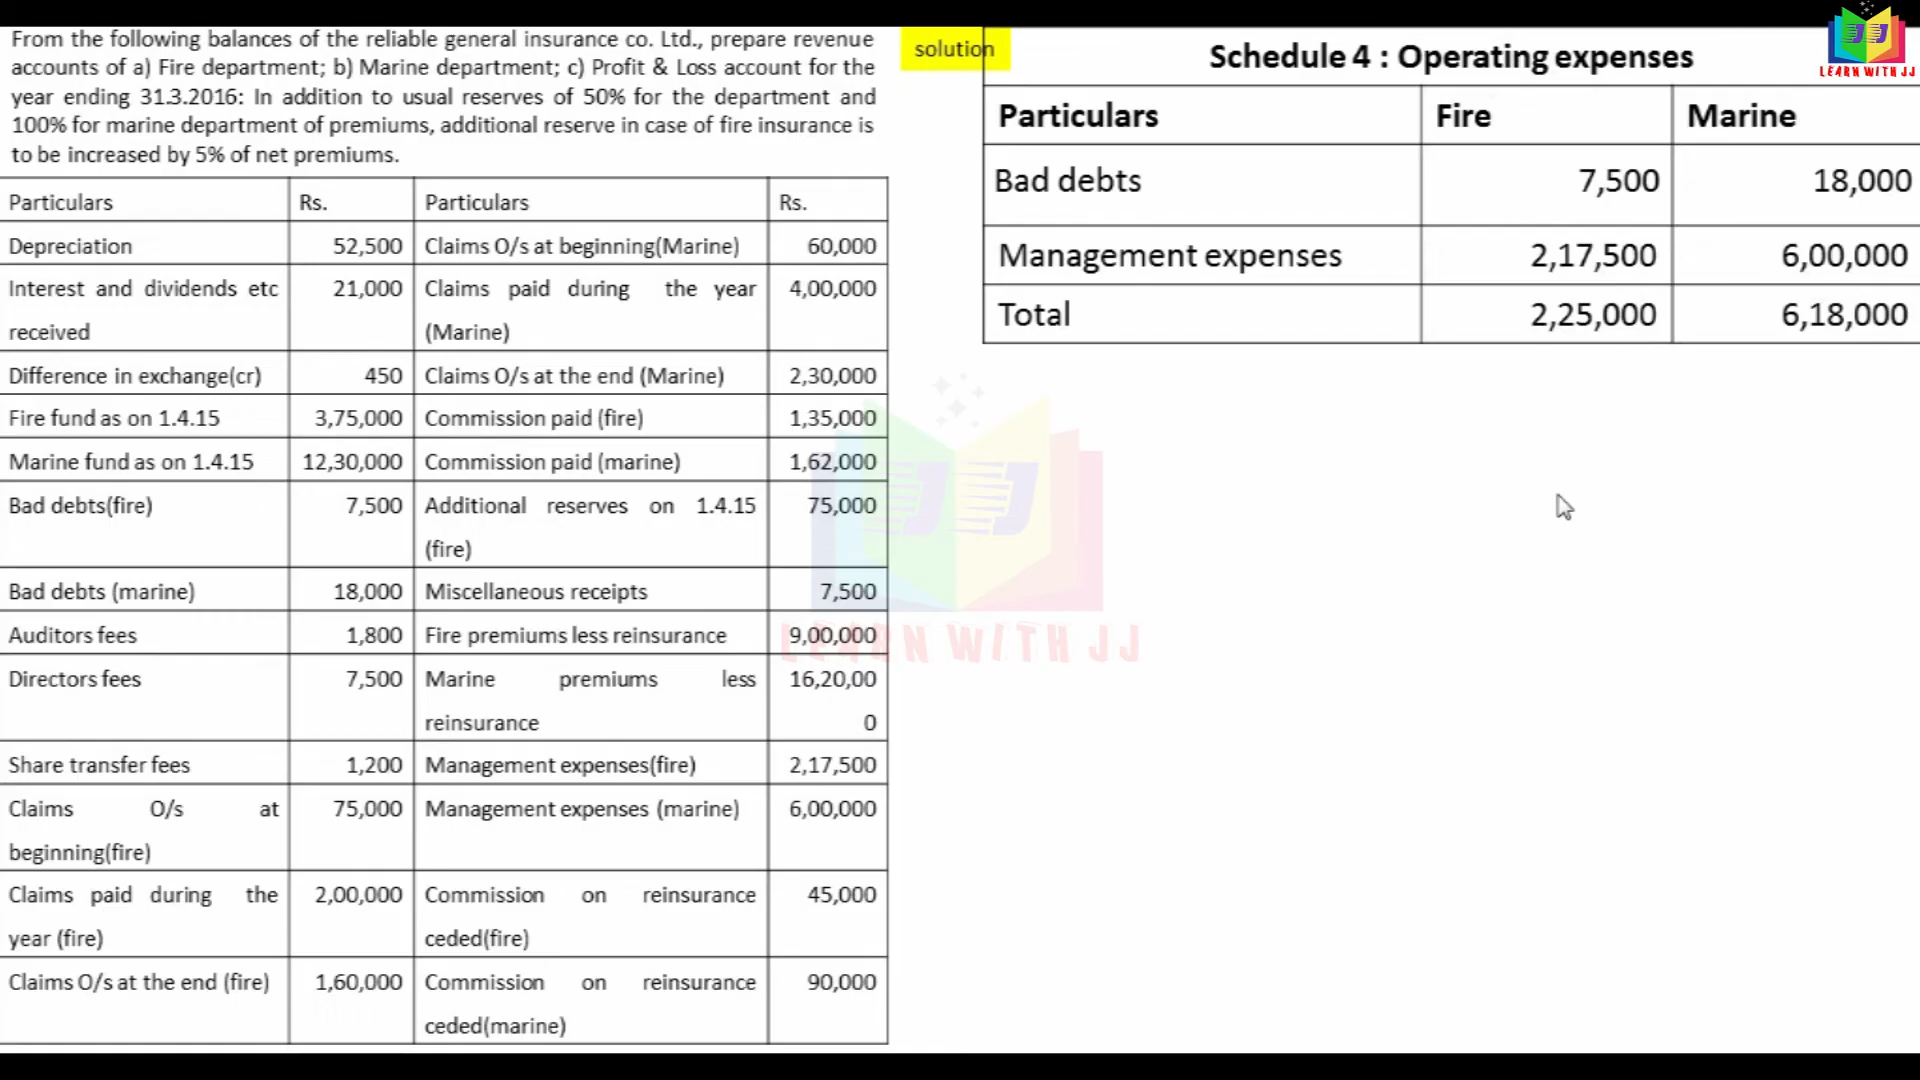 From the following balances of the reliable general insurance co. Ltd., prepare revenue
accounts of a) Fire department; b) Marine department; c) Profit & Loss account for the
year ending 31.3.2016: In addition to usual reserves of 50% for the department and
100% for marine department of premiums, additional reserve in case of fire insurance is
to be increased by 5% of net premiums.
Particulars Rs. Particulars Rs.
Depreciation 52,500 Claims O/s at beginning(Marine) 60,000
Interest and dividends etc 21,000 Claims paid during the year 4,00,000
received (Marine)
Difference in exchange(cr) 450 Claims O/s at the end (Marine) 2,30,000
Fire fund as on 1.4.15 3,75,000 Commission paid (fire) 1,35,000
Marine fund as on 1.4.15 12,30,000 Commission paid (marine) 1,62,000
Bad debts(fire) 7,500 Additional reserves on 1.4.15 75,000
(fire)
Bad debts (marine) 18,000 Miscellaneous receipts 7,500
Auditors fees 1,800 Fire premiums less reinsurance 9,00,000
Directors fees 7,500 Marine premiums less 16,20,00
reinsurance 0
Share transfer fees 1,200 Management expenses(fire) 2,17,500
Claims O/s at 75,000 Management expenses (marine) 6,00,000
beginning(fire)
Claims paid during the 2,00,000 Commission on reinsurance 45,000
year (fire) ceded(fire)
Claims O/s at the end (fire) 1,60,000 Commission on reinsurance 90,000
ceded(marine)
solution
Schedule 4 : Operating expenses
Particulars Fire Marine
Bad debts 7,500 18,000
Management expenses 2,17,500 6,00,000
Total 2,25,000 6,18,000
JJ
LEARN WITH JJ
JJ
LEARN WITH JJ